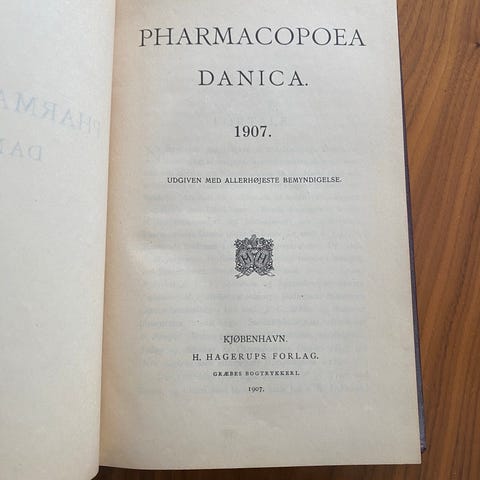 PHARMACOPOEA
DANICA.
1907.
UDGIVEN MED ALLERHØJESTE BEMYNDIGELSE.
H H
KJØBENHAVN.
H. HAGERUPS FORLAG.
GRÆBES BOGTRYKKERI.
1907.